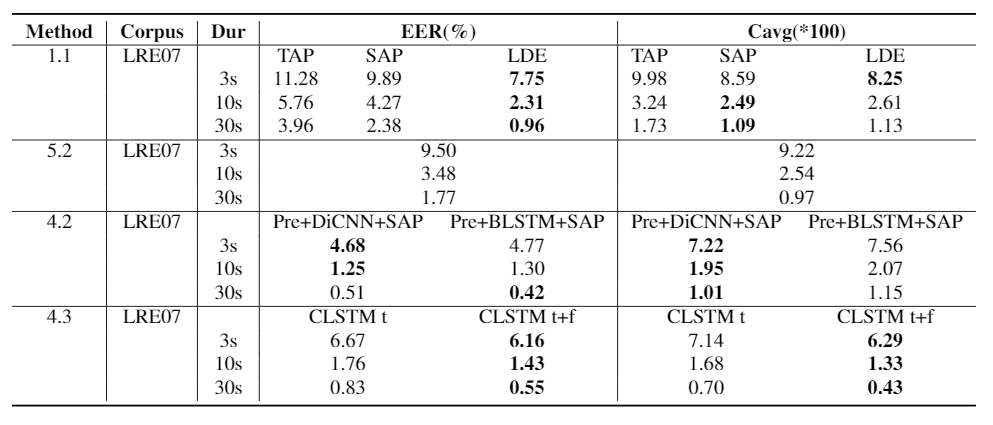 Method Corpus Dur EER(%) Cavg(*100)
1.1 LRE07 TAP SAP LDE TAP SAP LDE
3s 11.28 9.89 7.75 9.98 8.59 8.25
10s 5.76 4.27 2.31 3.24 2.49 2.61
30s 3.96 2.38 0.96 1.73 1.09 1.13
5.2 LRE07 3s 9.50 9.22
10s 3.48 2.54
30s 1.77 0.97
4.2 LRE07 Pre+DiCNN+SAP Pre+BLSTM+SAP Pre+DiCNN+SAP Pre+BLSTM+SAP
3s 4.68 4.77 7.22 7.56
10s 1.25 1.30 1.95 2.07
30s 0.51 0.42 1.01 1.15
4.3 LRE07 CLSTM t CLSTM t+f CLSTM t CLSTM t+f
3s 6.67 6.16 7.14 6.29
10s 1.76 1.43 1.68 1.33
30s 0.83 0.55 0.70 0.43